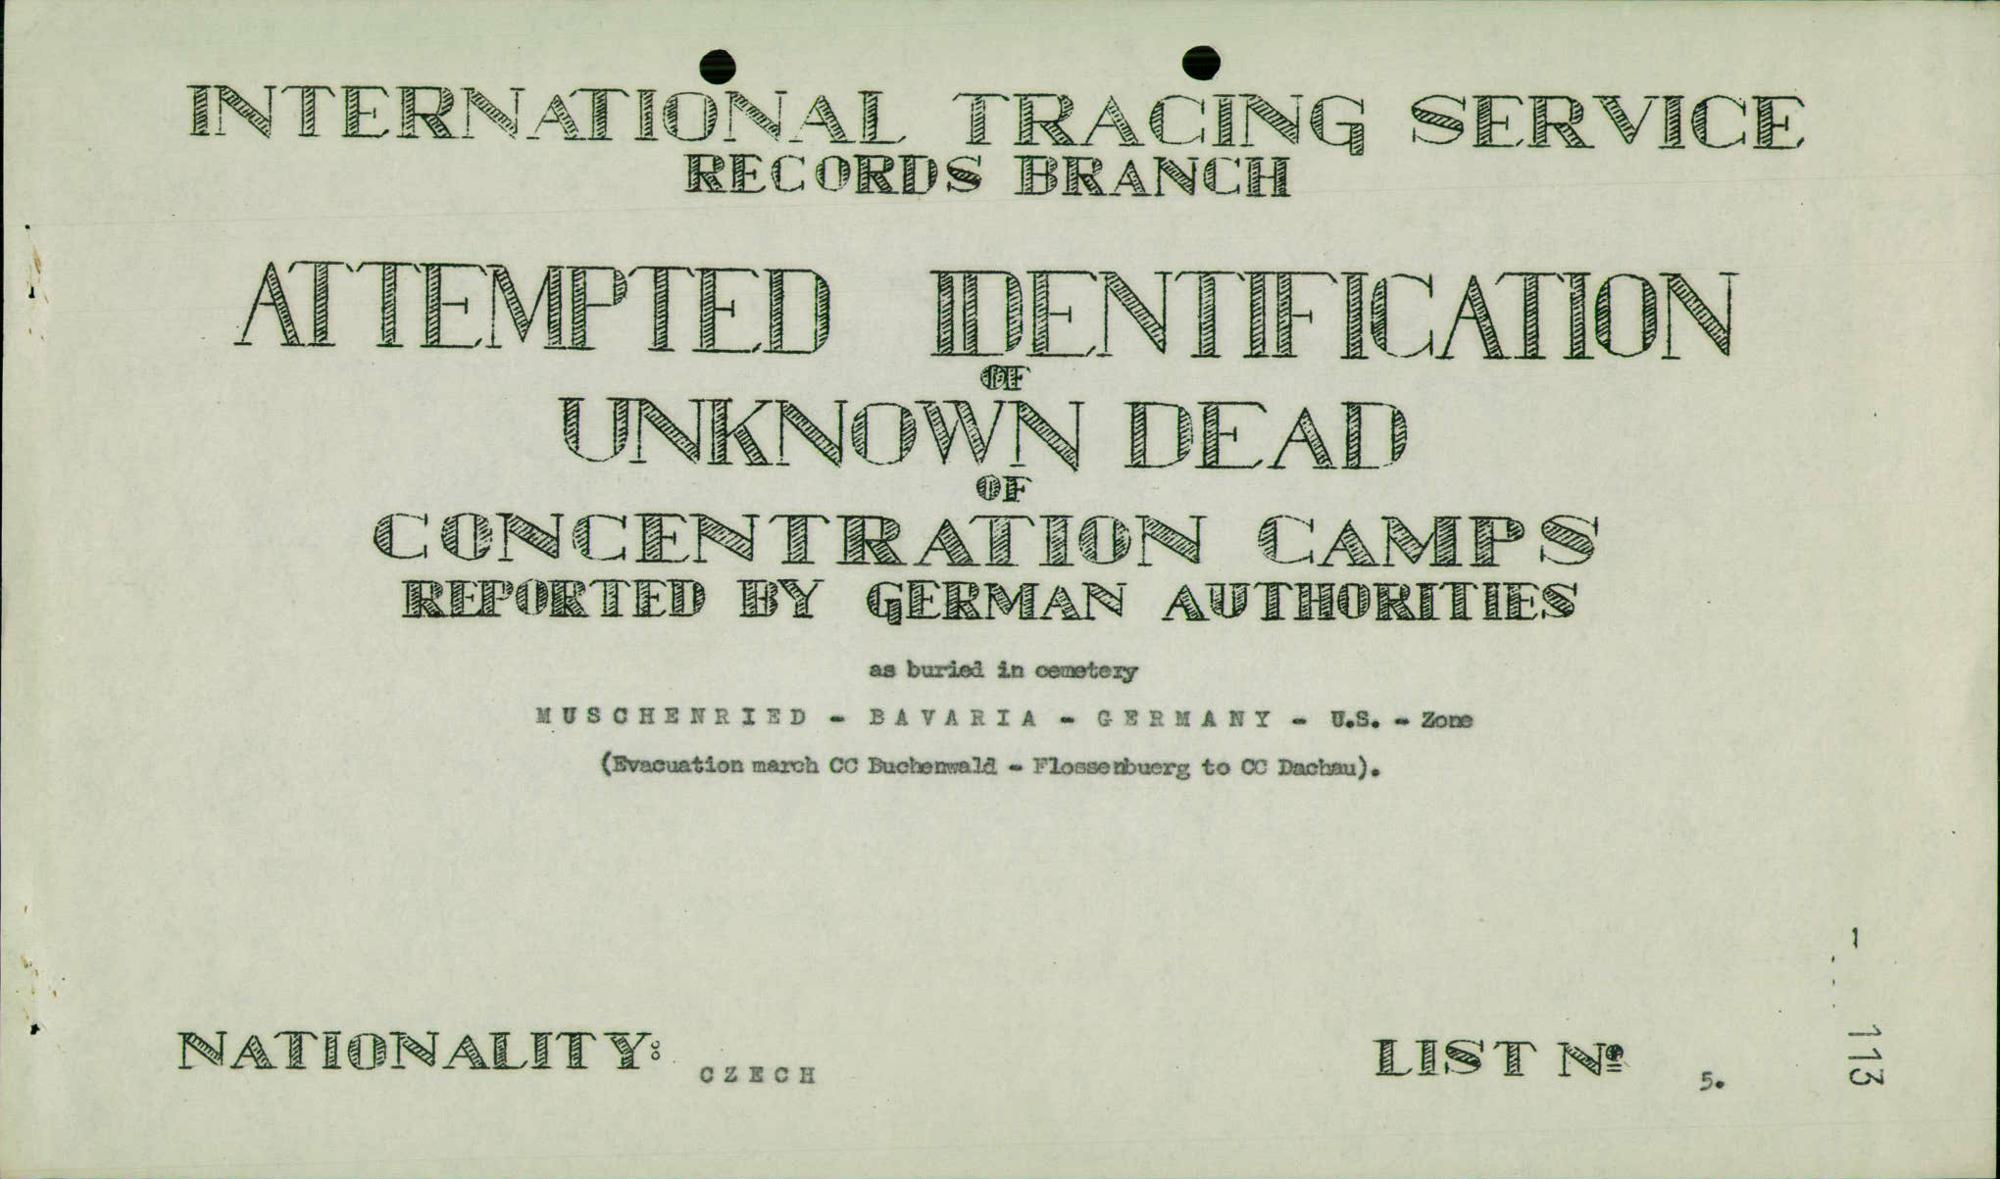 INTERNATIONAL TRACING SERVICE
RECORDS BRANCH
ATTEMPTED IDENTIFICATION
OF
UNKNOWN DEAD
OF
CONCENTRATION CAMPS
REPORTED BY GERMAN AUTHORITIES
as buried in cemetery
MUSCHENRIED - BAVARIA - GERMANY - U.S. - Zone
(Evacuation march CC Buchenwald - Flossenbuerg to CC Dachau).
NATIONALITY: CZECH
LIST Nº 5.
1
113